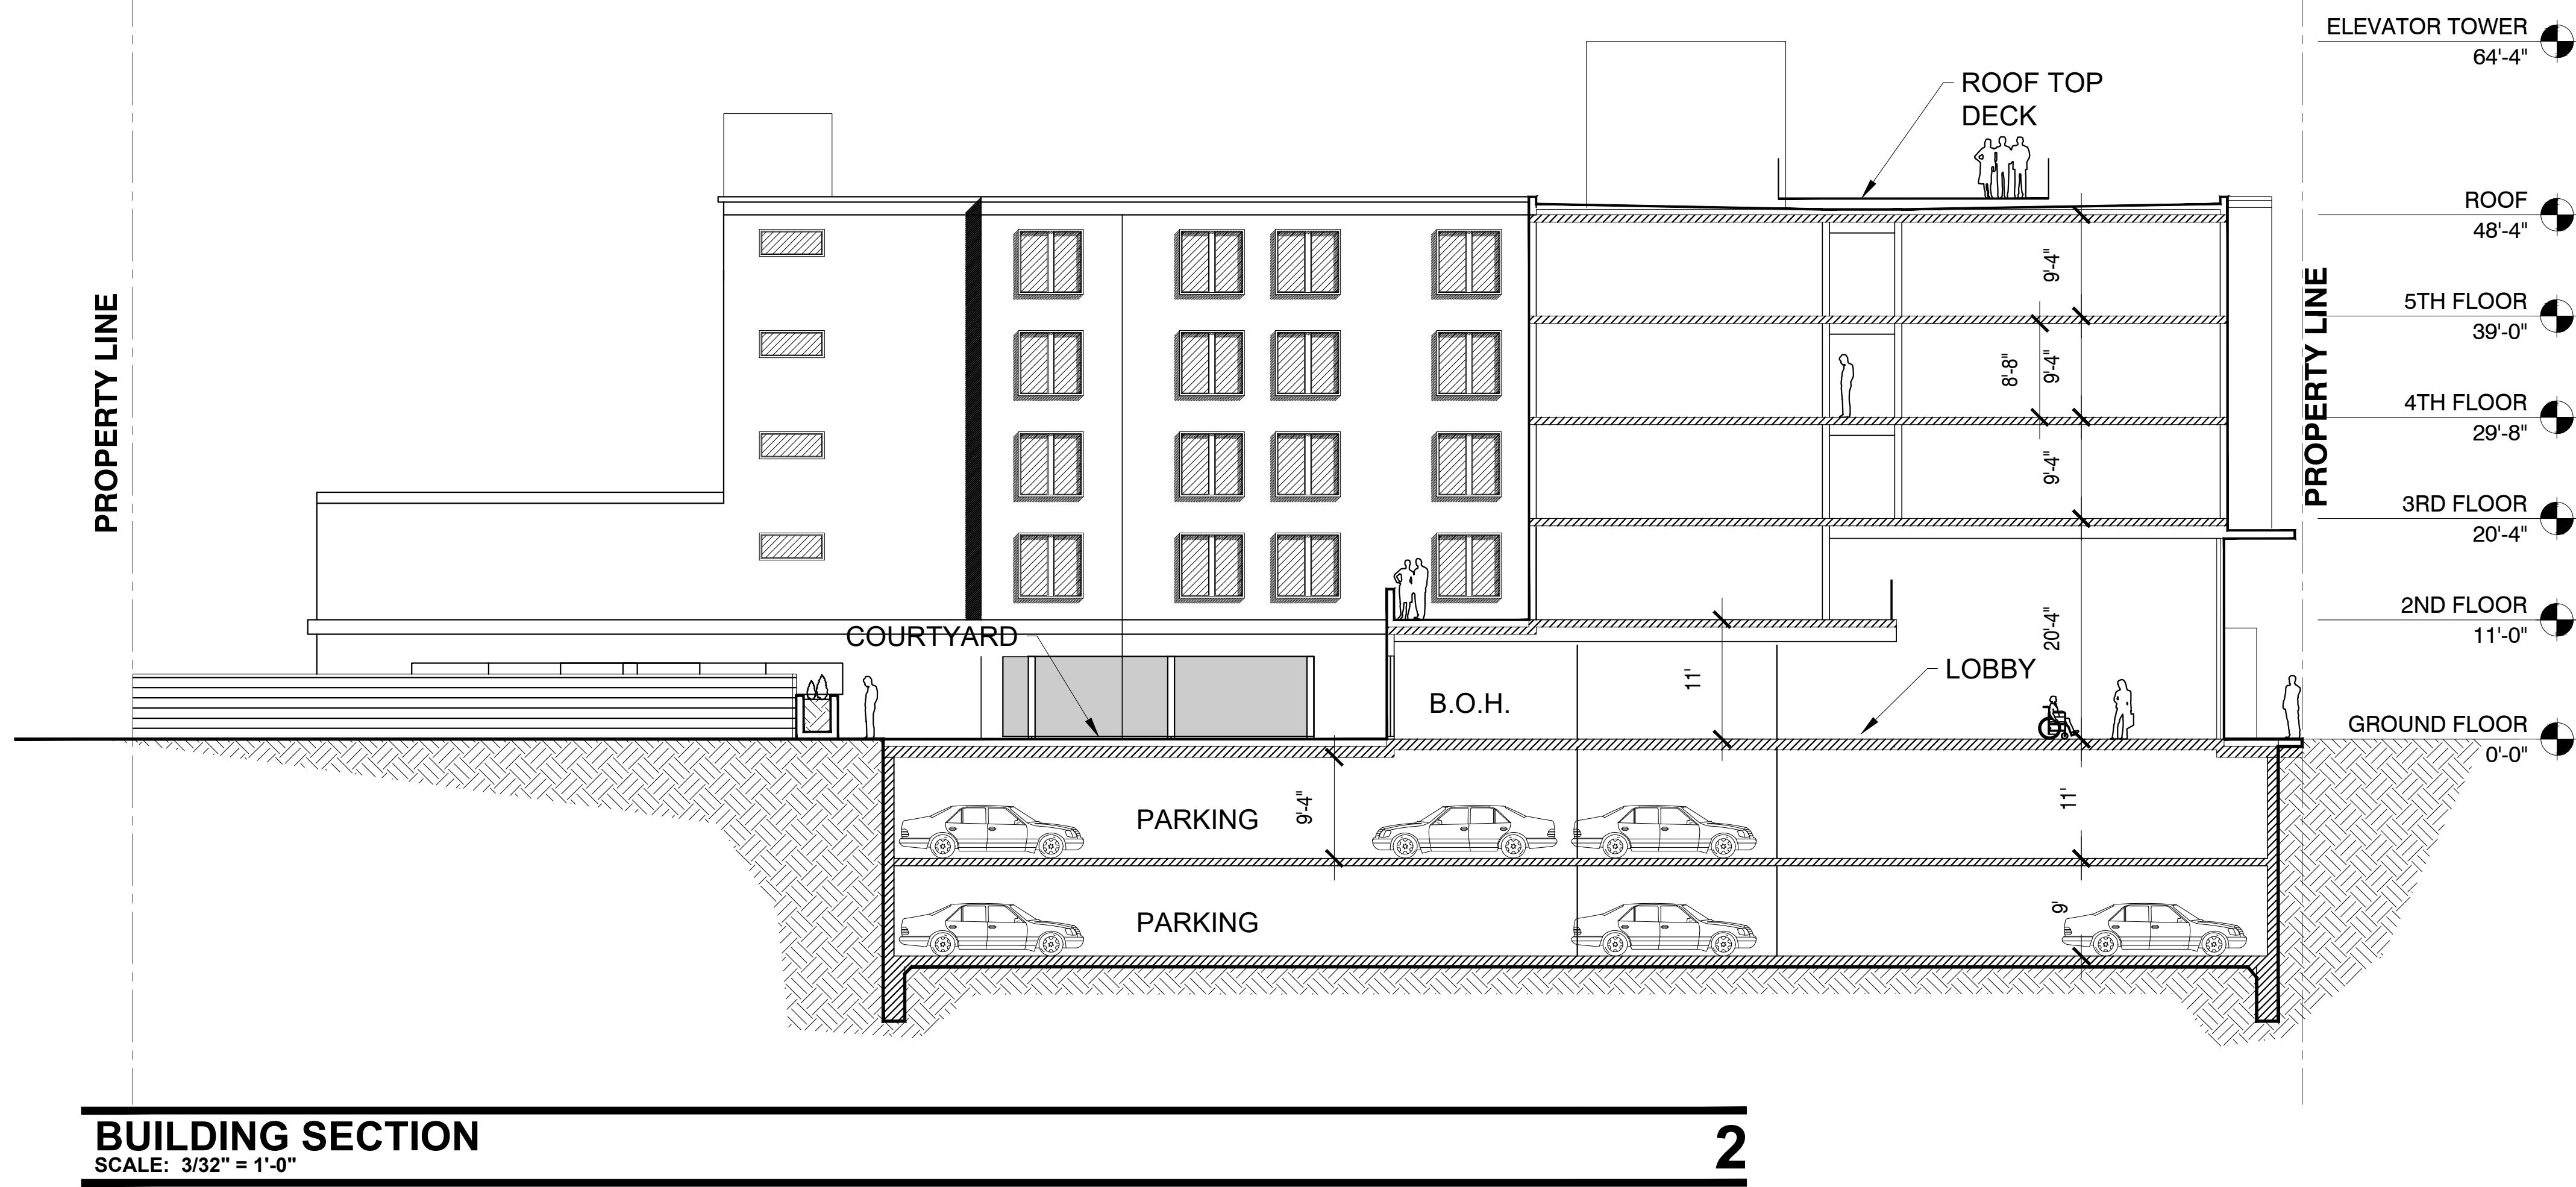 ELEVATOR TOWER
64'-4"
ROOF TOP
DECK
ROOF
48'-4"
9'-4"
5TH FLOOR
39'-0"
8'-8"
9'-4"
4TH FLOOR
29'-8"
9'-4"
3RD FLOOR
20'-4"
PROPERTY LINE
PROPERTY LINE
2ND FLOOR
11'-0"
COURTYARD
20'-4"
11'
LOBBY
B.O.H.
GROUND FLOOR
0'-0"
PARKING
9'-4"
11'
PARKING
9'
BUILDING SECTION
2
SCALE: 3/32" = 1'-0"